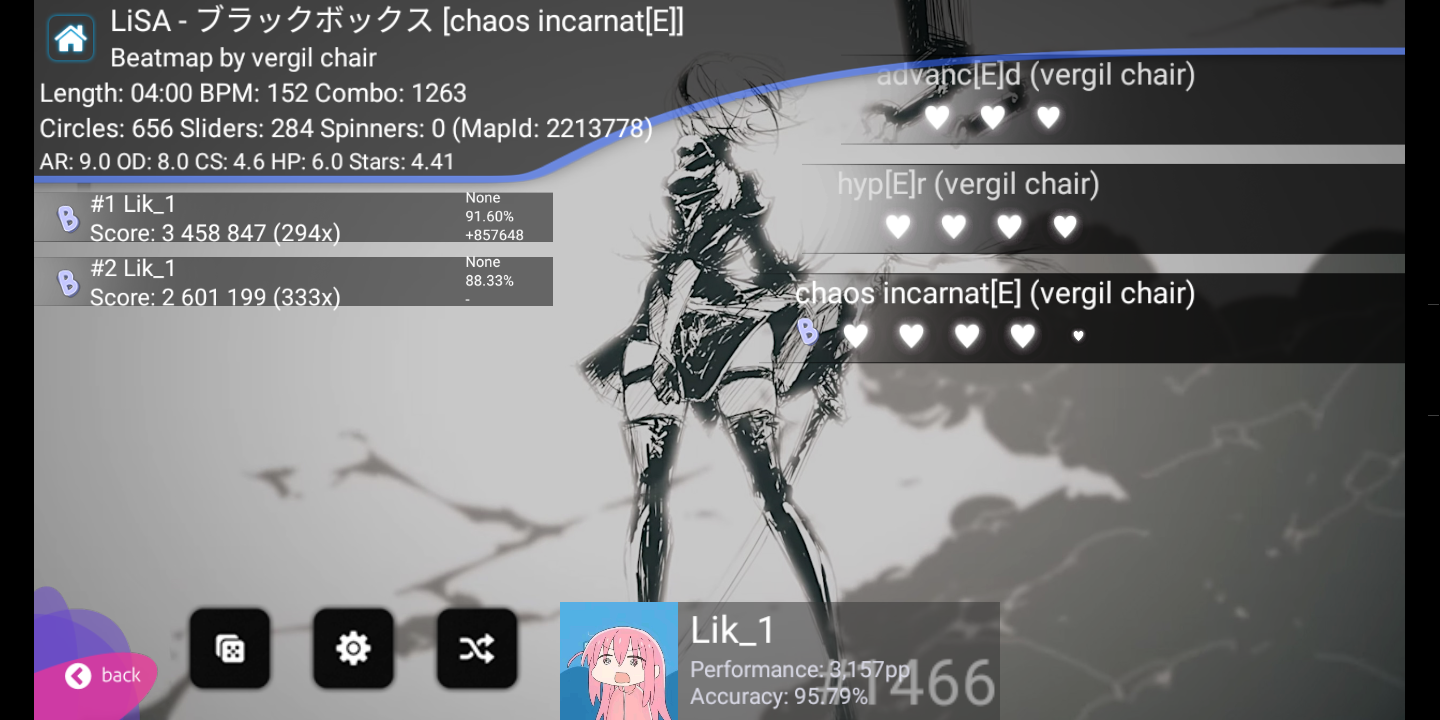 LiSA - ブラックボックス [chaos incarnat[E]]
Beatmap by vergil chair
Length: 04:00 BPM: 152 Combo: 1263
Circles: 656 Sliders: 284 Spinners: 0 (MapId: 2213778)
AR: 9.0 OD: 8.0 CS: 4.6 HP: 6.0 Stars: 4.41
B
#1 Lik_1
Score: 3 458 847 (294x)
None
91.60%
+857648
B
#2 Lik_1
Score: 2 601 199 (333x)
None
88.33%
-
advanc[E]d (vergil chair)
hyp[E]r (vergil chair)
chaos incarnat[E] (vergil chair)
B
back
Lik_1
Performance: 3,157pp
Accuracy: 95.79%
#1466